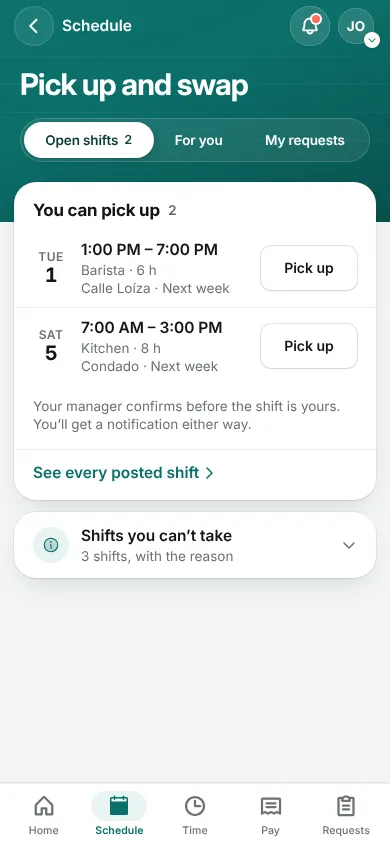 Schedule
JO
Pick up and swap
Open shifts 2
For you
My requests
You can pick up 2
TUE
1
1:00 PM – 7:00 PM
Barista · 6 h
Calle Loíza · Next week
Pick up
SAT
5
7:00 AM – 3:00 PM
Kitchen · 8 h
Condado · Next week
Pick up
Your manager confirms before the shift is yours.
You’ll get a notification either way.
See every posted shift
Shifts you can’t take
3 shifts, with the reason
Home
Schedule
Time
Pay
Requests